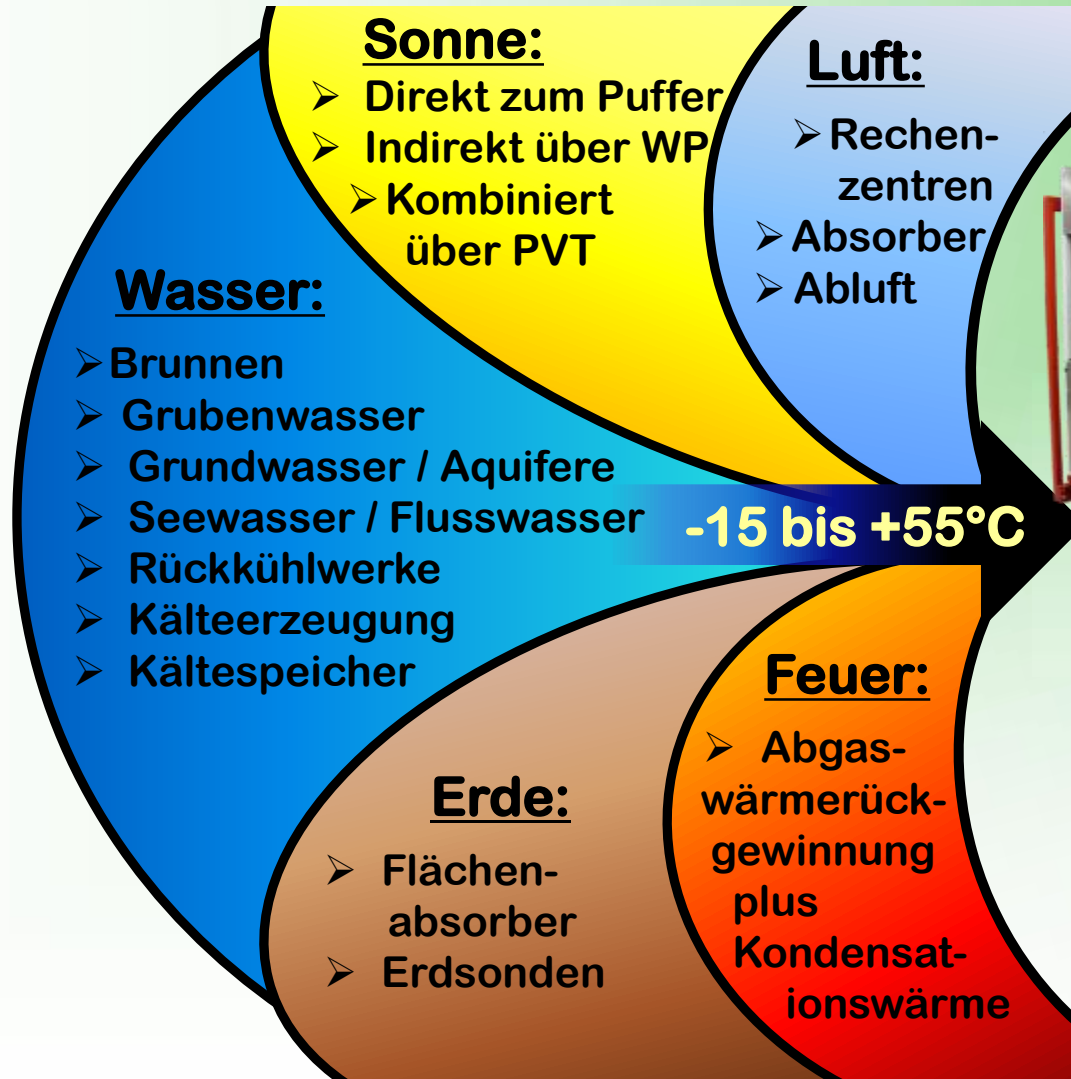 Sonne:
➢ Direkt zum Puffer
➢ Indirekt über WP
➢ Kombiniert
über PVT
Luft:
➢ Rechen-
zentren
➢ Absorber
➢ Abluft
Wasser:
➢ Brunnen
➢ Grubenwasser
➢ Grundwasser / Aquifere
➢ Seewasser / Flusswasser
➢ Rückkühlwerke
➢ Kälteerzeugung
➢ Kältespeicher
-15 bis +55°C
Erde:
➢ Flächen-
absorber
➢ Erdsonden
Feuer:
➢ Abgas-
wärmerück-
gewinnung
plus
Kondensat-
ionswärme